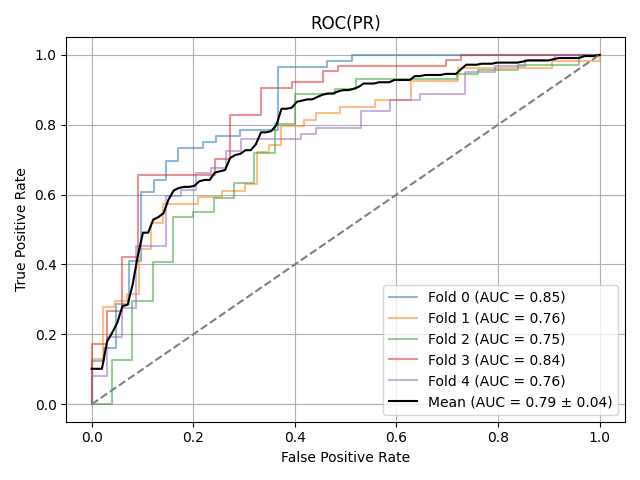 ROC(PR)
True Positive Rate
1.0
0.8
0.6
0.4
0.2
0.0
Fold 0 (AUC = 0.85)
Fold 1 (AUC = 0.76)
Fold 2 (AUC = 0.75)
Fold 3 (AUC = 0.84)
Fold 4 (AUC = 0.76)
Mean (AUC = 0.79 ± 0.04)
0.0 0.2 0.4 0.6 0.8 1.0
False Positive Rate